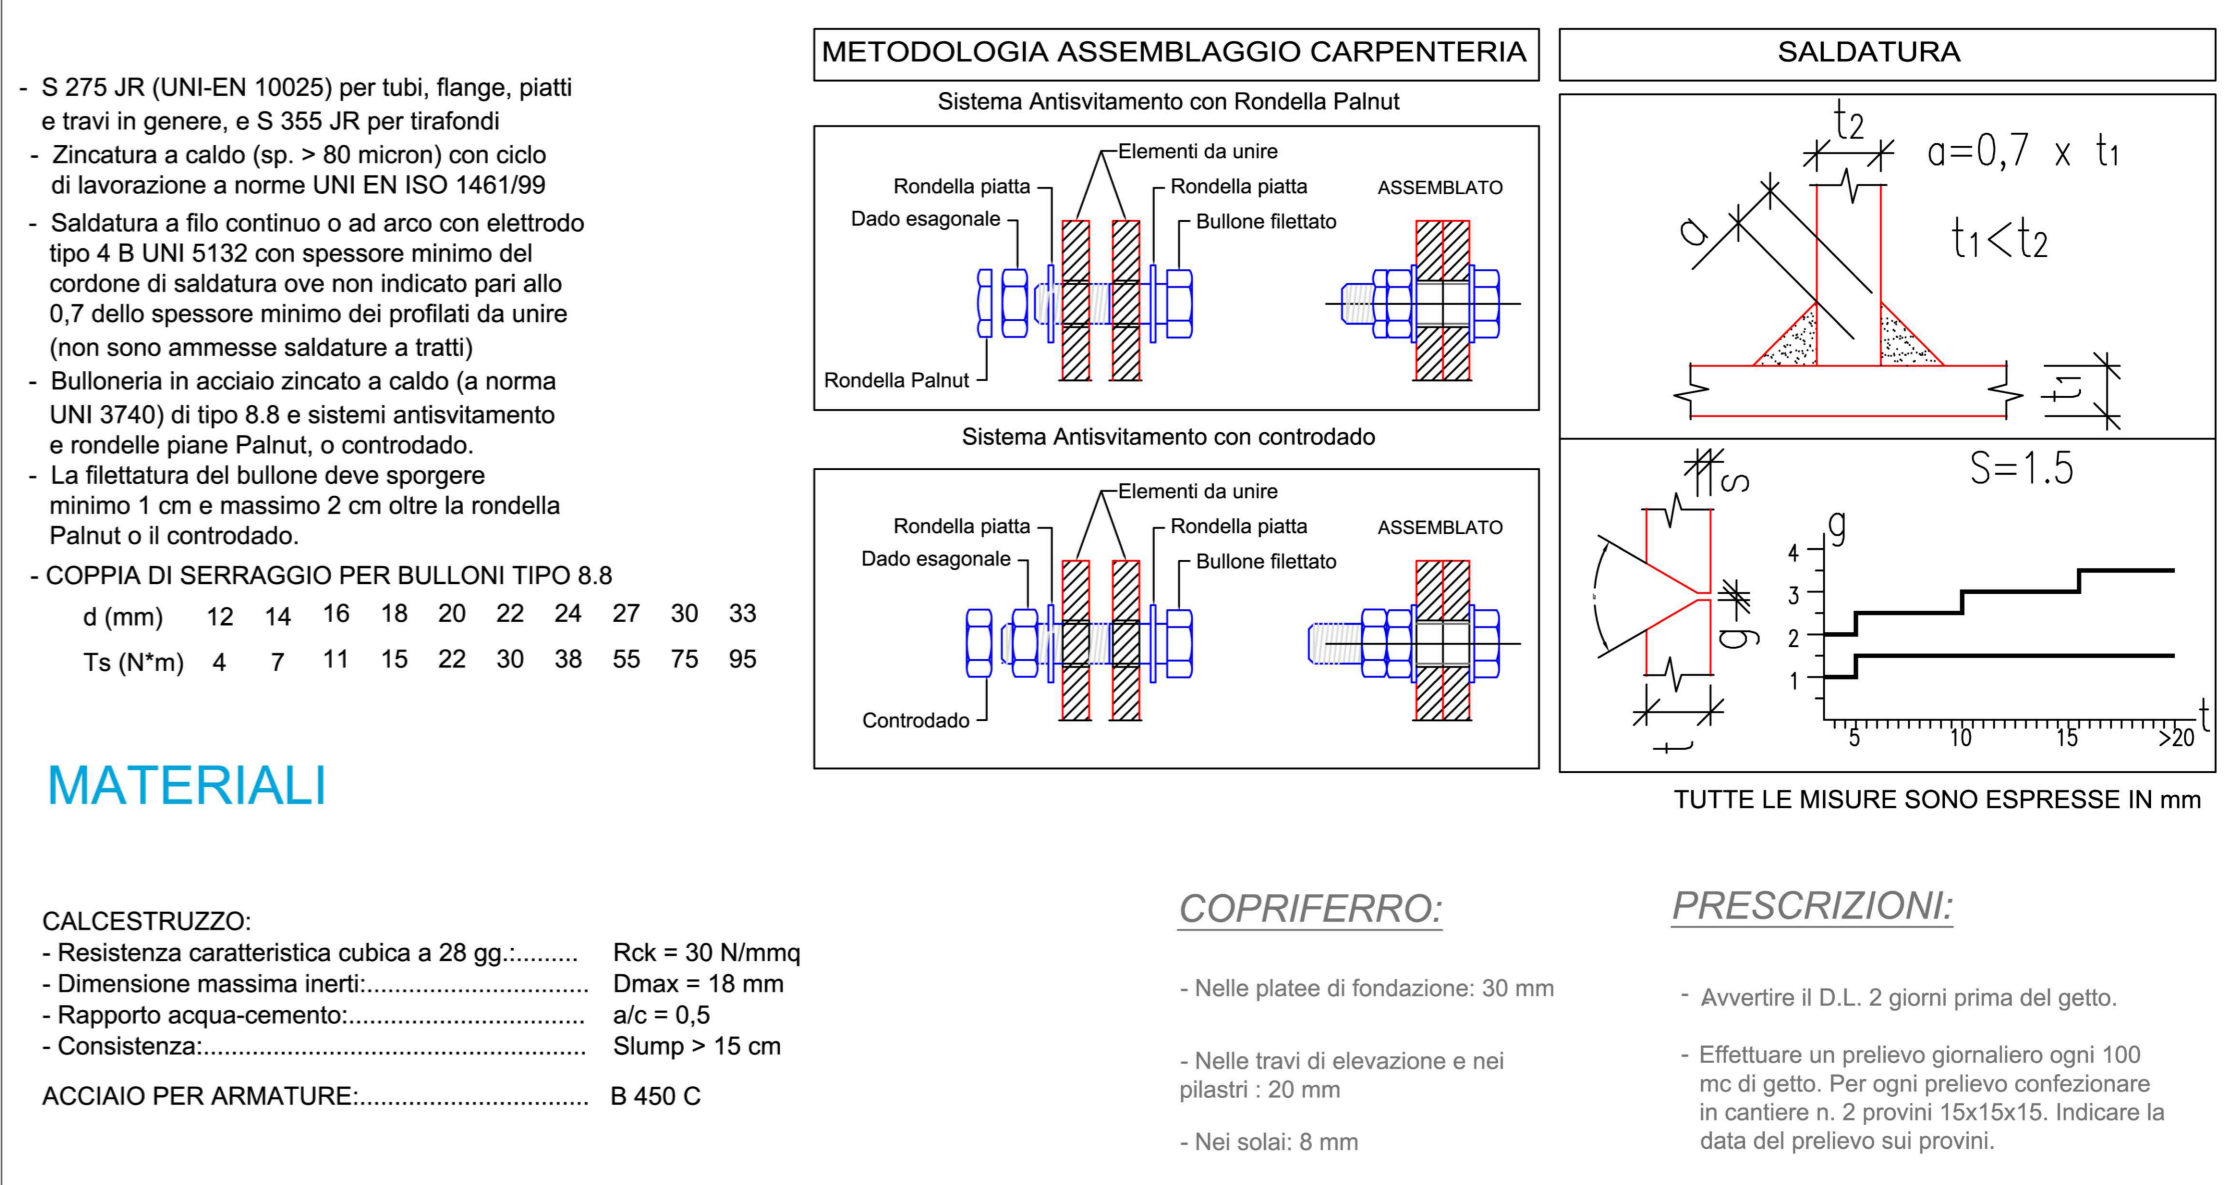 - S 275 JR (UNI-EN 10025) per tubi, flange, piatti
e travi in genere, e S 355 JR per tirafondi
- Zincatura a caldo (sp. > 80 micron) con ciclo
di lavorazione a norme UNI EN ISO 1461/99
- Saldatura a filo continuo o ad arco con elettrodo
tipo 4 B UNI 5132 con spessore minimo del
cordone di saldatura ove non indicato pari allo
0,7 dello spessore minimo dei profilati da unire
(non sono ammesse saldature a tratti)
- Bulloneria in acciaio zincato a caldo (a norma
UNI 3740) di tipo 8.8 e sistemi antisvitamento
e rondelle piane Palnut, o controdado.
- La filettatura del bullone deve sporgere
minimo 1 cm e massimo 2 cm oltre la rondella
Palnut o il controdado.
- COPPIA DI SERRAGGIO PER BULLONI TIPO 8.8
d (mm) 12 14 16 18 20 22 24 27 30 33
Ts (N*m) 4 7 11 15 22 30 38 55 75 95
METODOLOGIA ASSEMBLAGGIO CARPENTERIA
Sistema Antisvitamento con Rondella Palnut
Elementi da unire
Rondella piatta
Rondella piatta
ASSEMBLATO
Dado esagonale
Bullone filettato
Rondella Palnut
Sistema Antisvitamento con controdado
Elementi da unire
Rondella piatta
Rondella piatta
ASSEMBLATO
Dado esagonale
Bullone filettato
Controdado
SALDATURA
t2
a=0,7 x t1
a
t1<t2
t1
S=1.5
s
g
g
t
4
3
2
1
5 10 15 >20
t
TUTTE LE MISURE SONO ESPRESSE IN mm
MATERIALI
CALCESTRUZZO:
- Resistenza caratteristica cubica a 28 gg.:......... Rck = 30 N/mmq
- Dimensione massima inerti:................................ Dmax = 18 mm
- Rapporto acqua-cemento:.................................. a/c = 0,5
- Consistenza:....................................................... Slump > 15 cm
ACCIAIO PER ARMATURE:................................. B 450 C
COPRIFERRO:
- Nelle platee di fondazione: 30 mm
- Nelle travi di elevazione e nei
pilastri : 20 mm
- Nei solai: 8 mm
PRESCRIZIONI:
- Avvertire il D.L. 2 giorni prima del getto.
- Effettuare un prelievo giornaliero ogni 100
mc di getto. Per ogni prelievo confezionare
in cantiere n. 2 provini 15x15x15. Indicare la
data del prelievo sui provini.